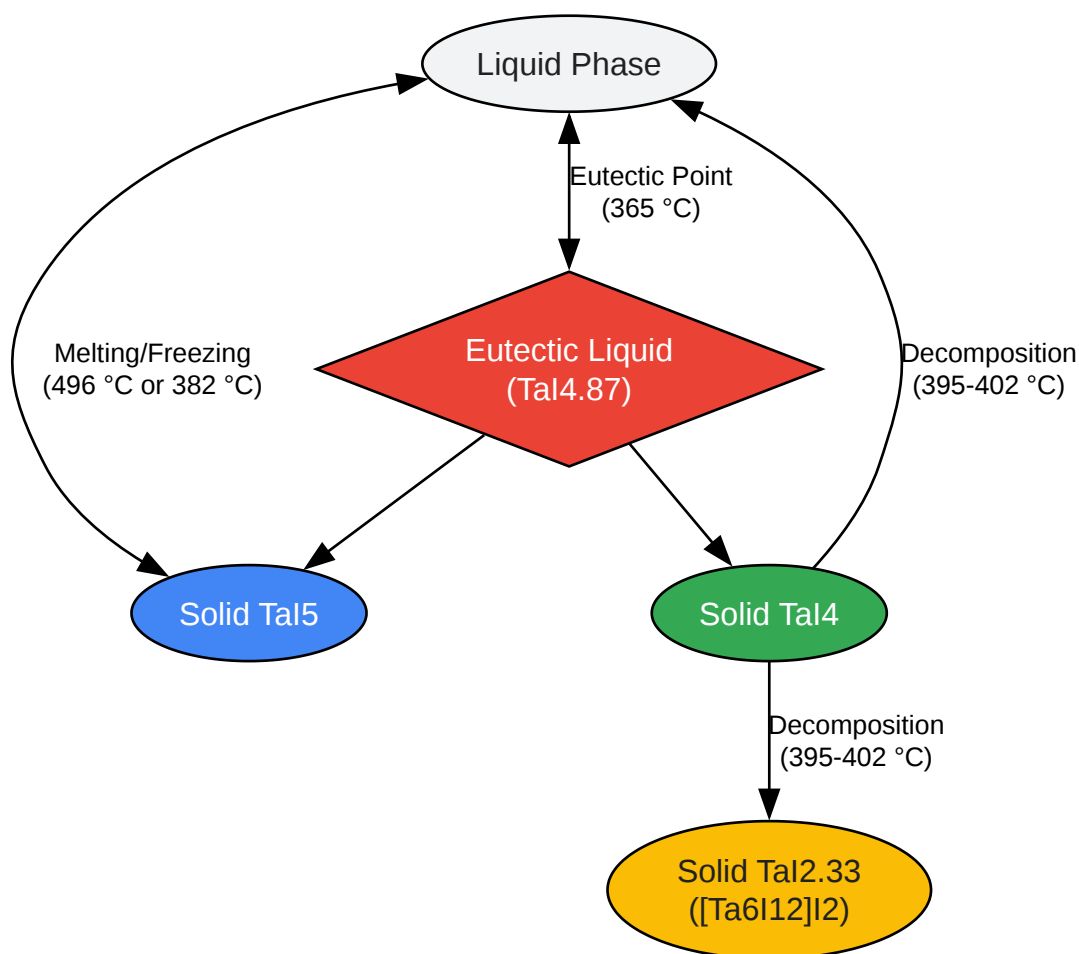 Liquid Phase
Eutectic Point
(365 °C)
Eutectic Liquid
(TaI4.87)
Melting/Freezing
(496 °C or 382 °C)
Decomposition
(395-402 °C)
Solid TaI5
Solid TaI4
Decomposition
(395-402 °C)
Solid TaI2.33
([Ta6I12]I2)